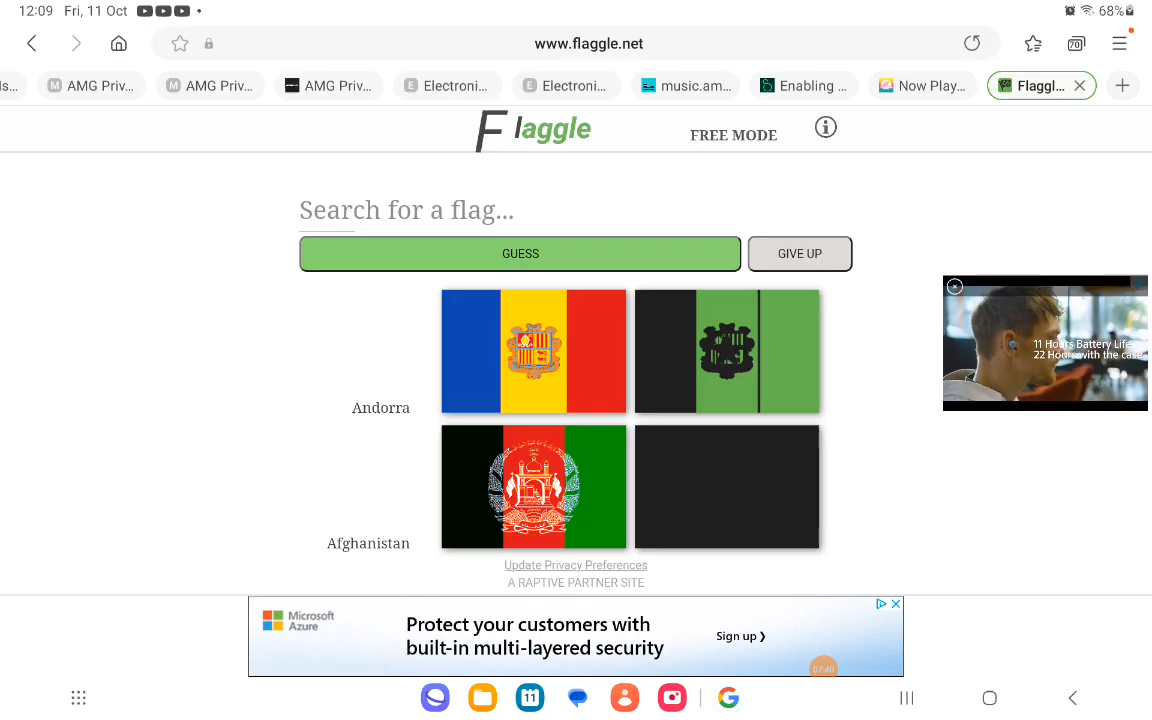 12:09 Fri, 11 Oct
68%
www.flaggle.net
70
s...
AMG Priv...
AMG Priv...
AMG Priv...
Electroni...
Electroni...
music.am...
Enabling ...
Now Play...
Flaggl...
Flaggle
FREE MODE
Search for a flag...
GUESS
GIVE UP
Andorra
11 Hours Battery Life
22 Hours with the case
Afghanistan
Update Privacy Preferences
A RAPTIVE PARTNER SITE
Microsoft
Azure
Protect your customers with
built-in multi-layered security
Sign up
07:40
11